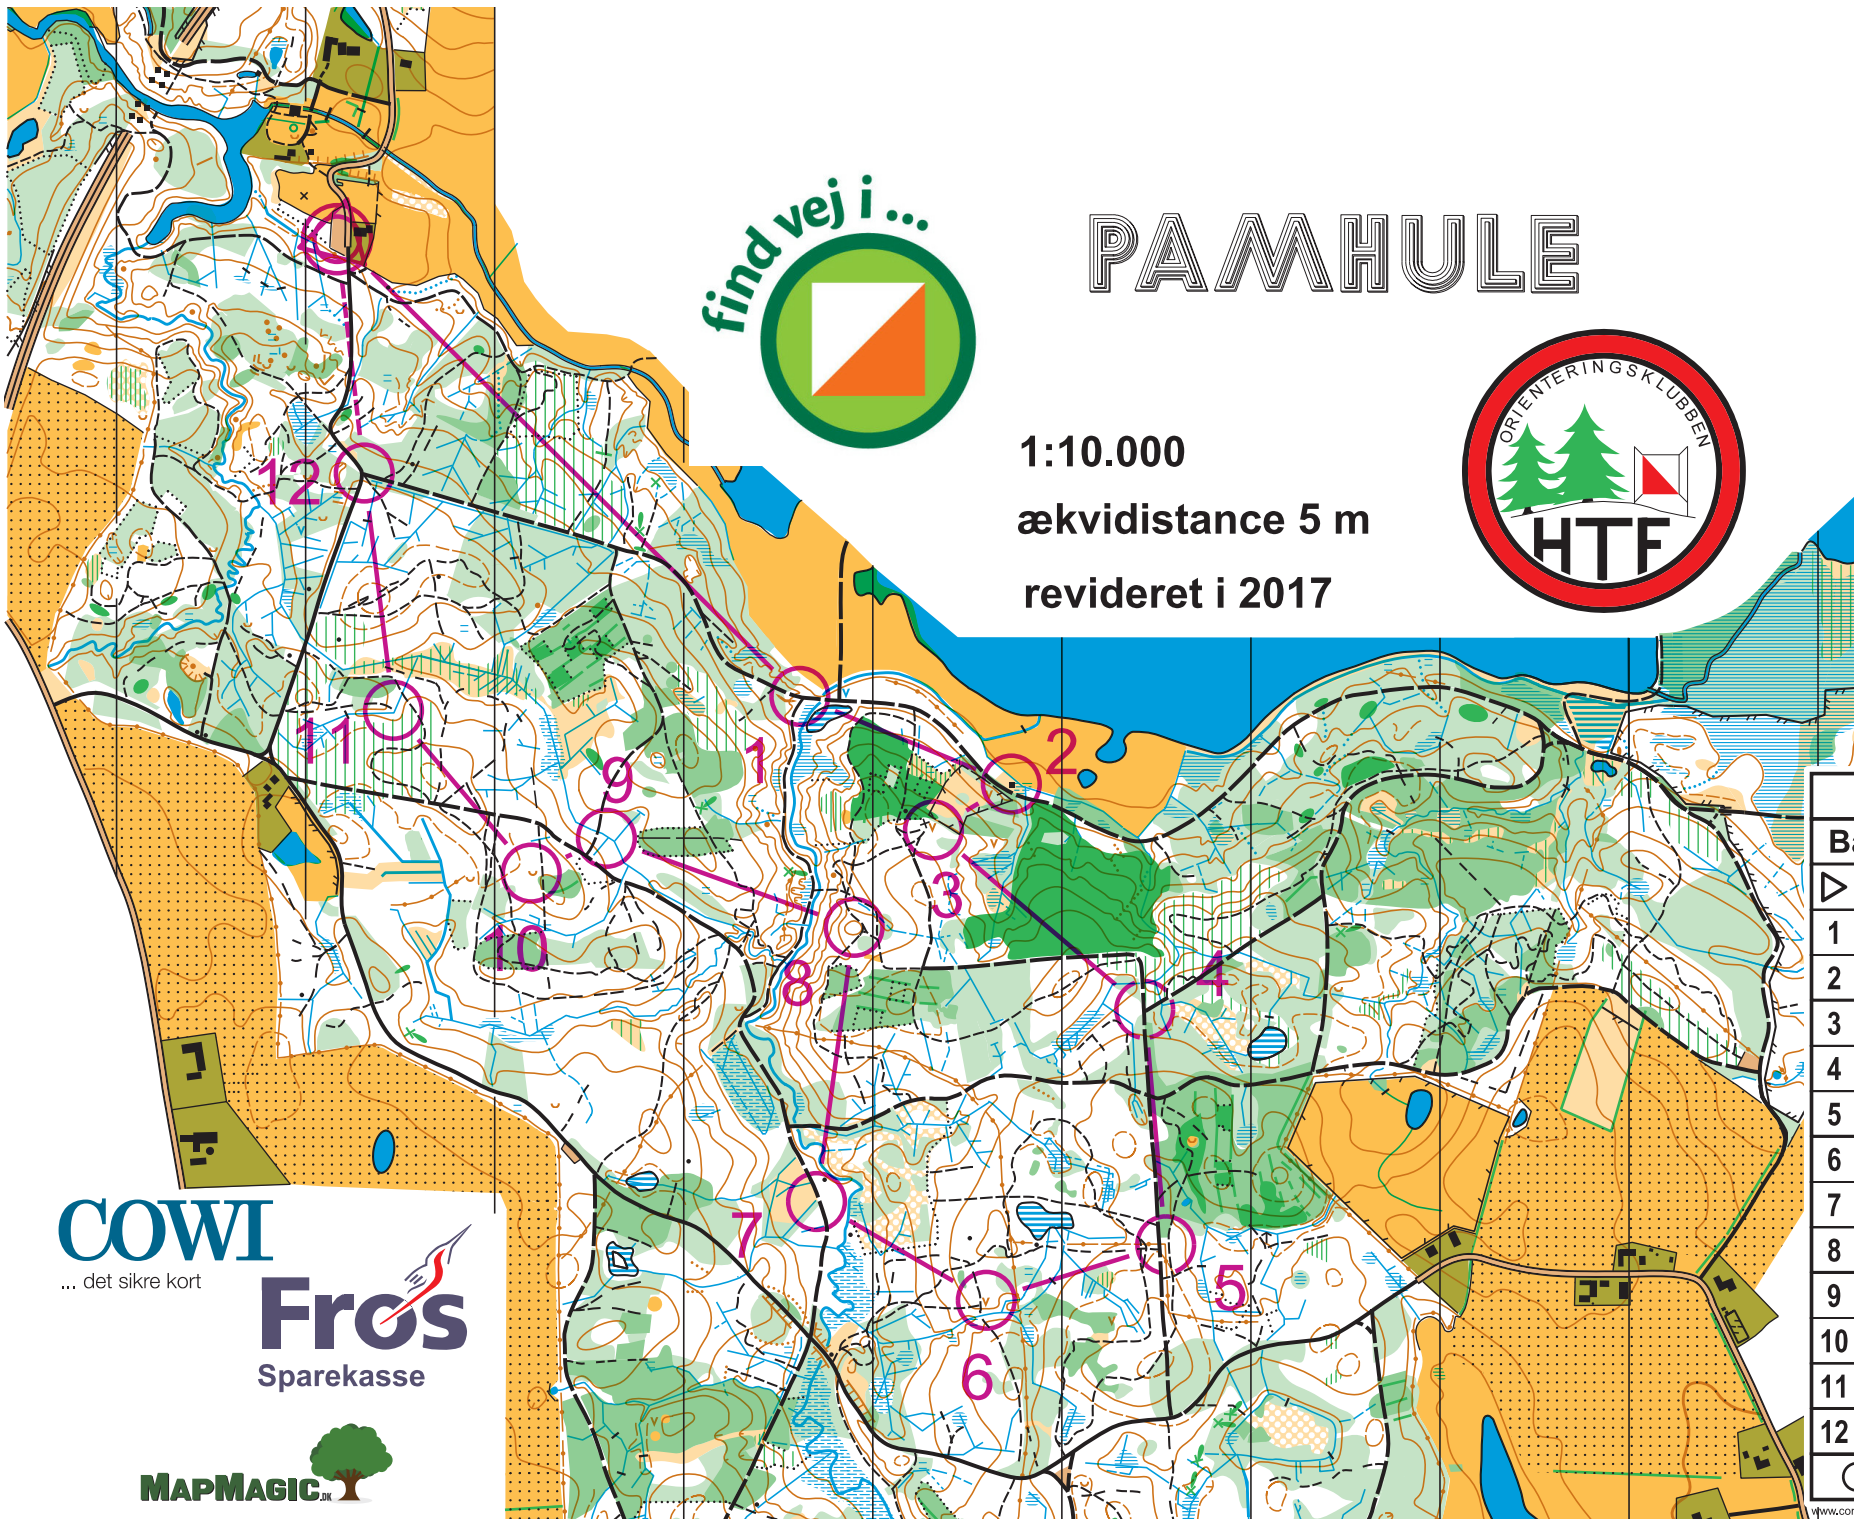 find vej i ...
PAMHULE
ORIENTERINGSKLUBBEN
HTF
1:10.000
ækvidistance 5 m
revideret i 2017
12
11
9
1
2
3
10
8
4
7
5
6
COWI
... det sikre kort
Frøs
Sparekasse
MAPMAGIC.DK
1
2
3
4
5
6
7
8
9
10
11
12